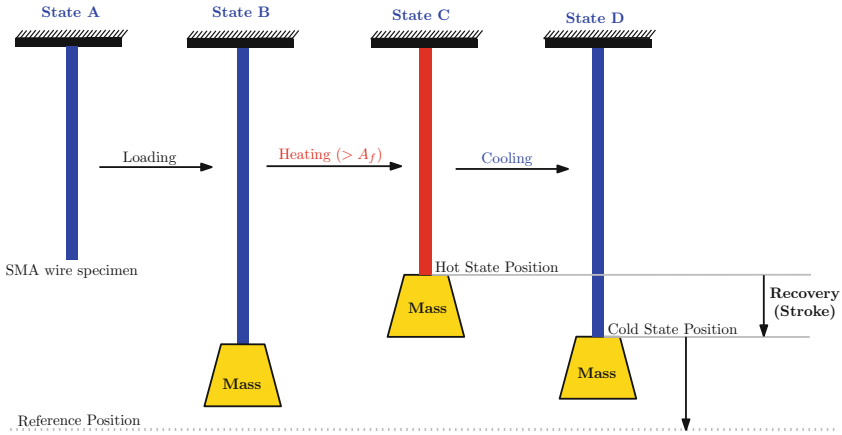 State A
State B
State C
State D
Loading
Heating (> A_f)
Cooling
SMA wire specimen
Hot State Position
Recovery
(Stroke)
Mass
Cold State Position
Mass
Mass
Reference Position